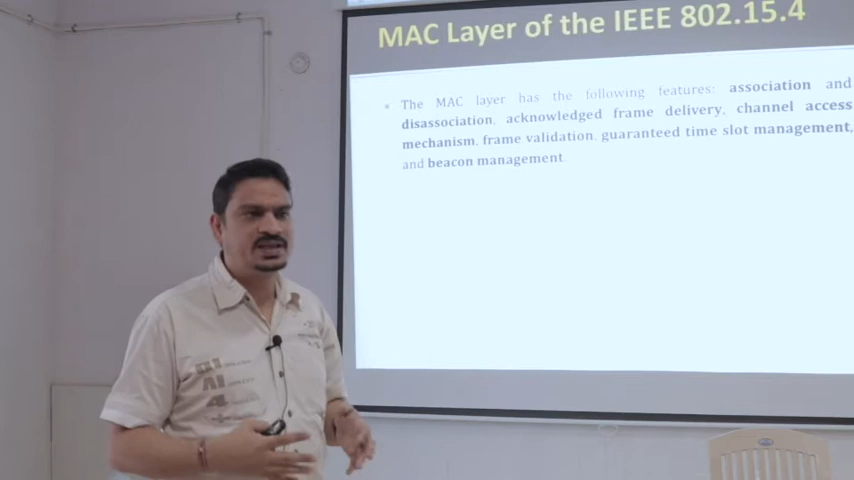 MAC Layer of the IEEE 802.15.4
The MAC layer has the following features: association and
disassociation, acknowledged frame delivery, channel access
mechanism, frame validation, guaranteed time slot management,
and beacon management.